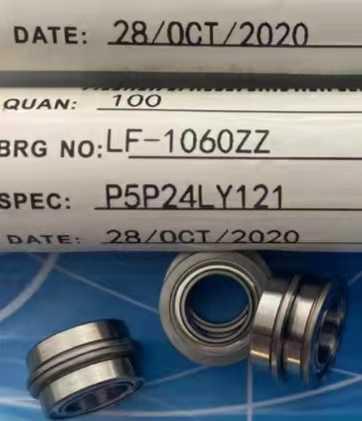 DATE: 28/OCT/2020
QUAN: 100
BRG NO: LF-1060ZZ
SPEC: P5P24LY121
DATE: 28/OCT/2020